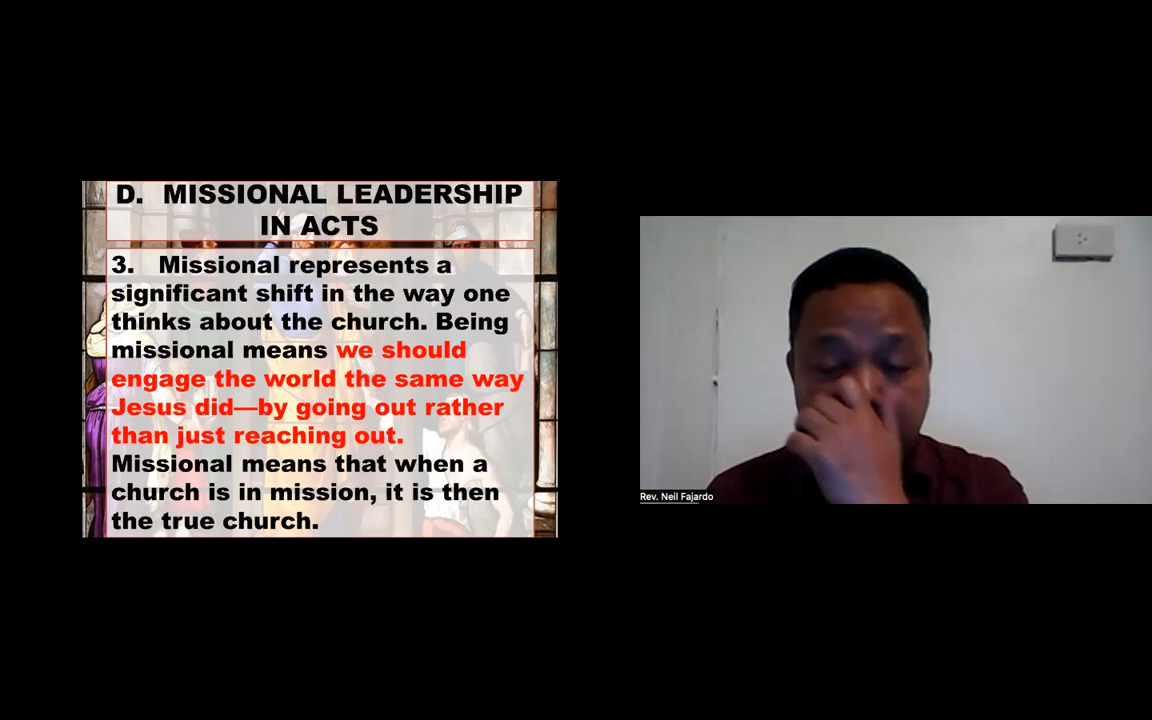 D. MISSIONAL LEADERSHIP
IN ACTS
3. Missional represents a
significant shift in the way one
thinks about the church. Being
missional means we should
engage the world the same way
Jesus did—by going out rather
than just reaching out.
Missional means that when a
church is in mission, it is then
the true church.
Rev. Neil Fajardo